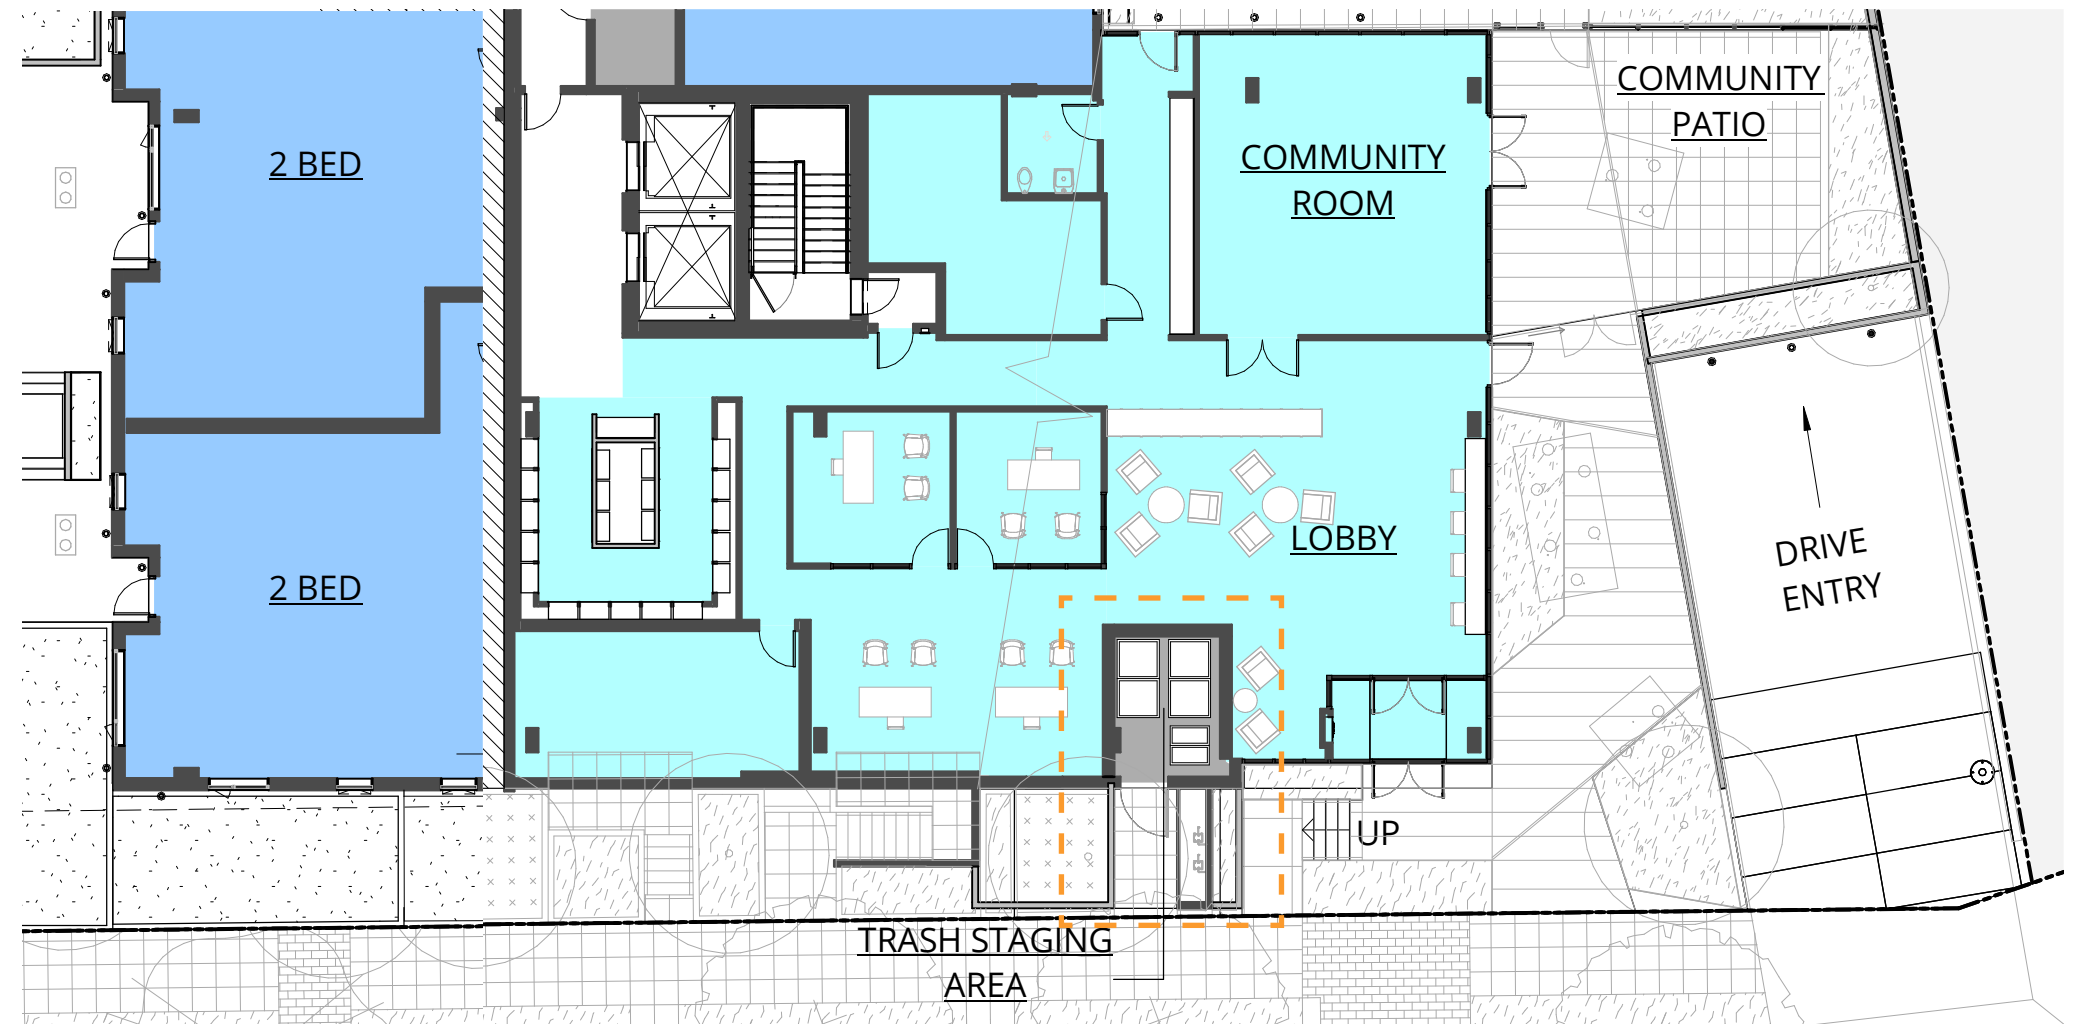 COMMUNITY
PATIO
2 BED
COMMUNITY
ROOM
LOBBY
DRIVE
ENTRY
2 BED
UP
TRASH STAGING
AREA